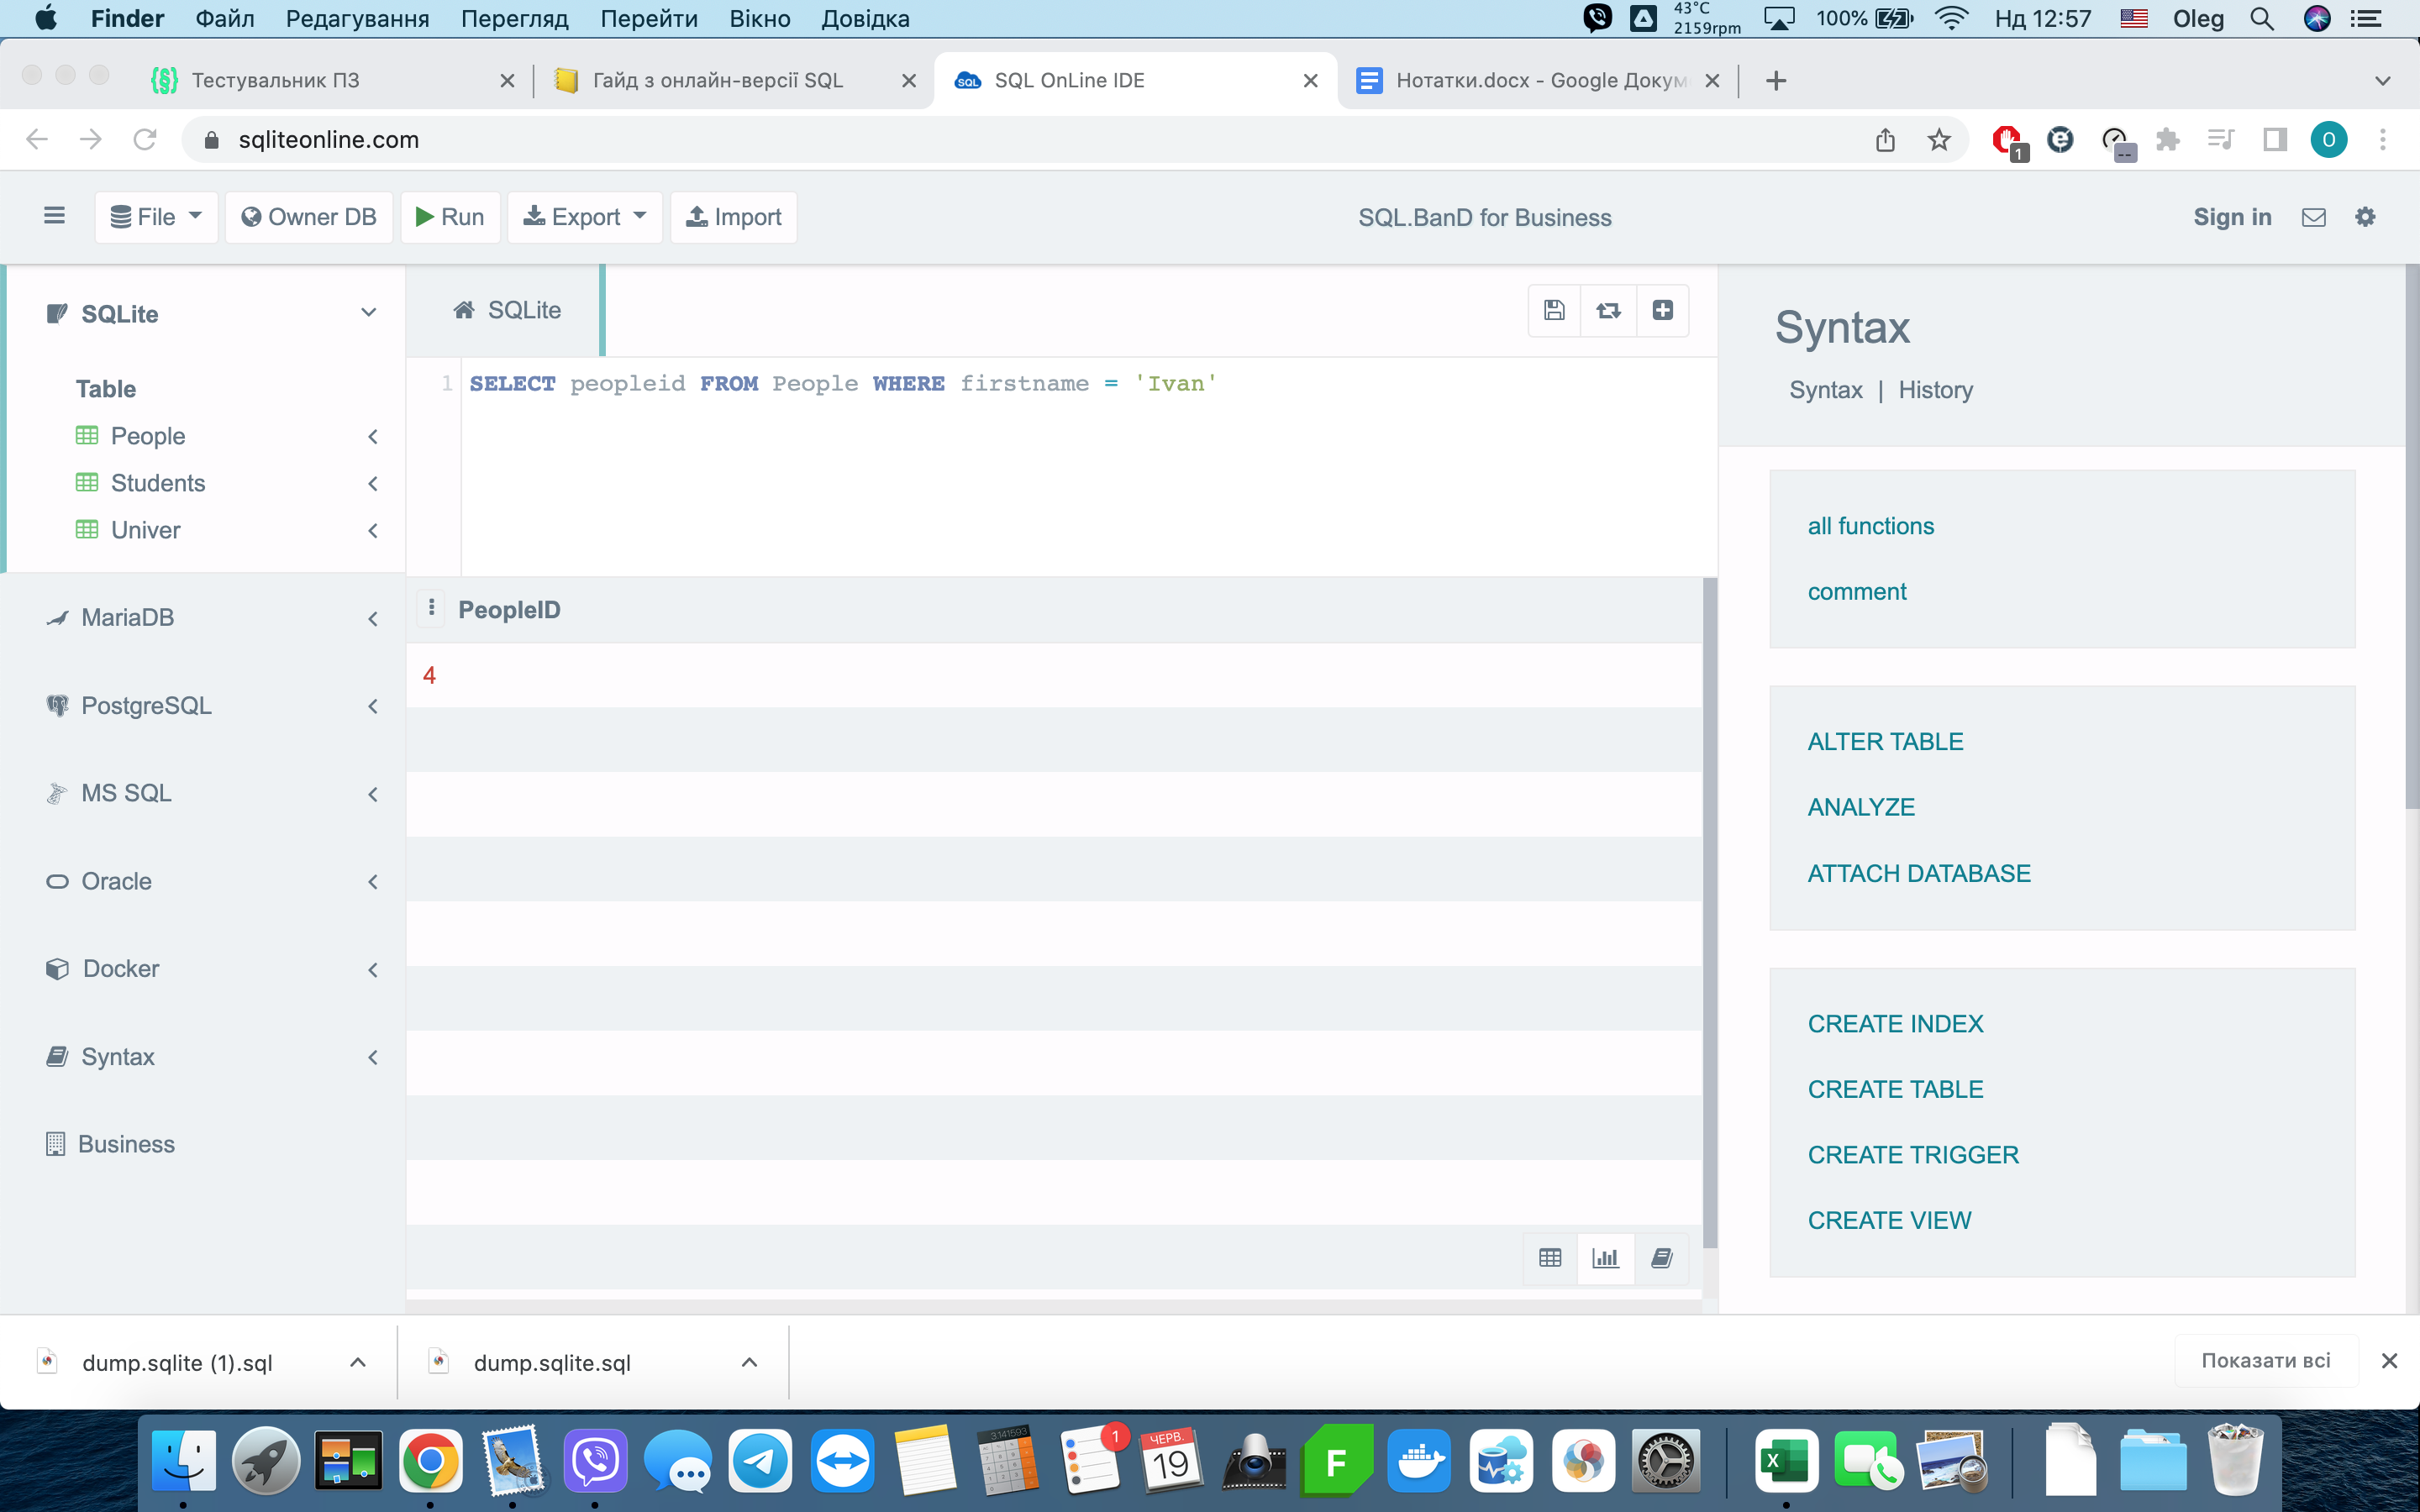 Finder Файл Редагування Перегляд Перейти Вікно Довідка 43°C 2159rpm 100% Нд 12:57 Oleg
Тестувальник ПЗ Гайд з онлайн-версії SQL SQL OnLine IDE Нотатки.docx - Google Докум
sqliteonline.com 1 -- O
File Owner DB Run Export Import SQL.BanD for Business Sign in
SQLite
Table
People
Students
Univer
MariaDB
PostgreSQL
MS SQL
Oracle
Docker
Syntax
Business
SQLite
1 SELECT peopleid FROM People WHERE firstname = 'Ivan'
PeopleID
4
Syntax
Syntax | History
all functions
comment
ALTER TABLE
ANALYZE
ATTACH DATABASE
CREATE INDEX
CREATE TABLE
CREATE TRIGGER
CREATE VIEW
dump.sqlite (1).sql dump.sqlite.sql Показати всі
3.141593
1
ЧЕРВ.
19
F
X